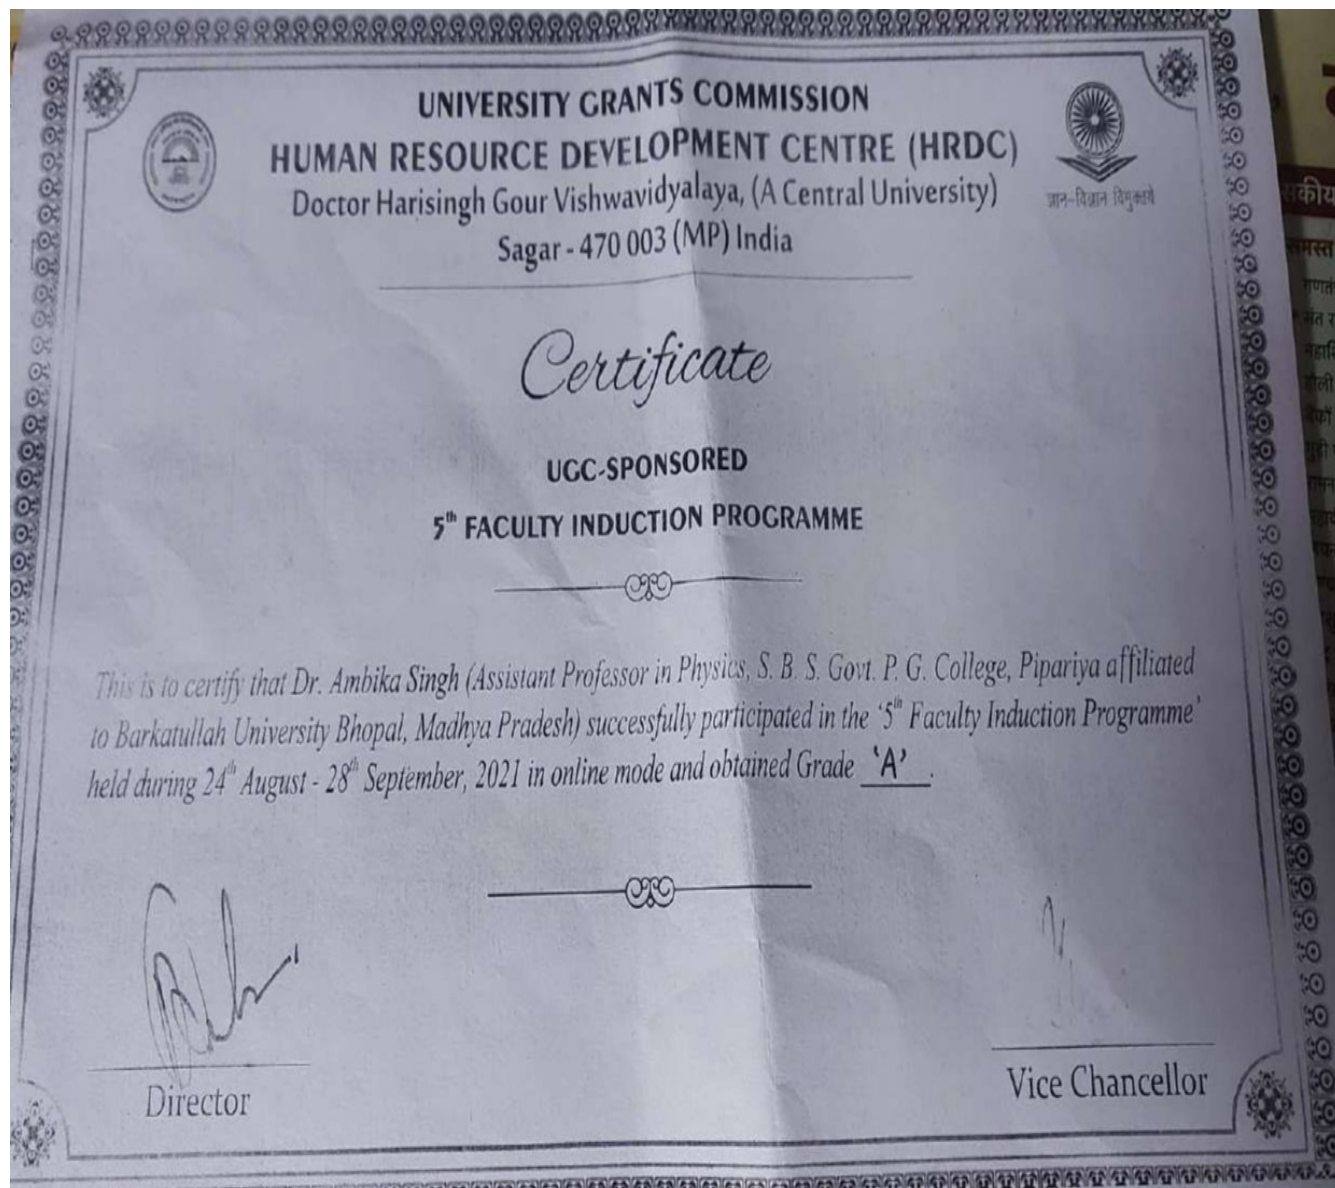 UNIVERSITY GRANTS COMMISSION
HUMAN RESOURCE DEVELOPMENT CENTRE (HRDC)
Doctor Harisingh Gour Vishwavidyalaya, (A Central University)
Sagar - 470 003 (MP) India
ज्ञान-विज्ञान विमुक्तये
Certificate
UGC-SPONSORED
5th FACULTY INDUCTION PROGRAMME
This is to certify that Dr. Ambika Singh (Assistant Professor in Physics, S. B. S. Govt. P. G. College, Pipariya affiliated
to Barkatullah University Bhopal, Madhya Pradesh) successfully participated in the '5th Faculty Induction Programme'
held during 24th August - 28th September, 2021 in online mode and obtained Grade 'A'.
Director
Vice Chancellor
समस्त